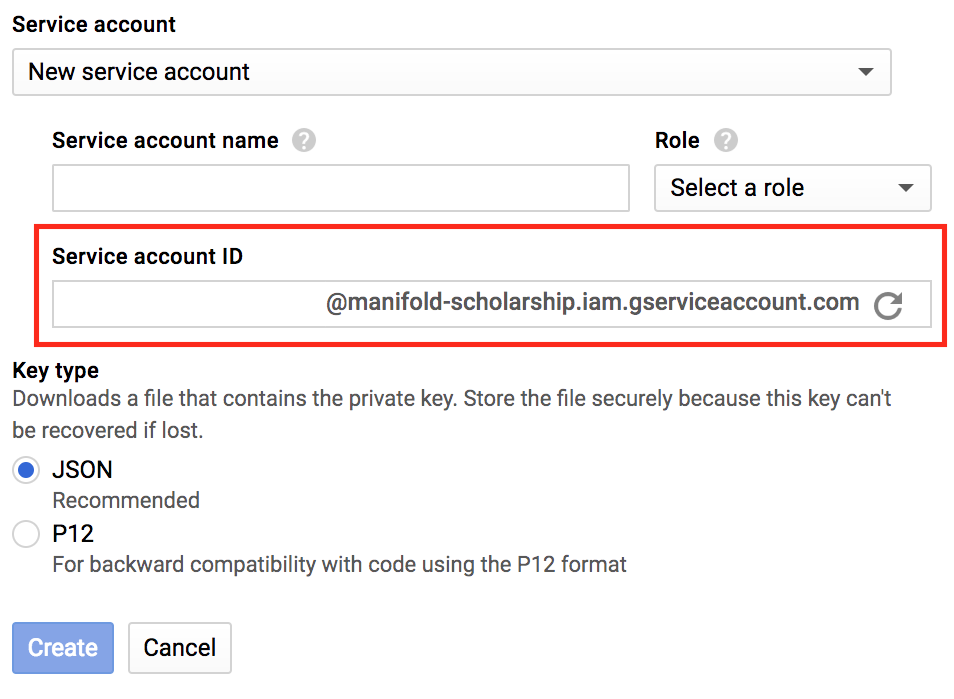 Service account
New service account
Service account name ? Role ?
Select a role
Service account ID
@manifold-scholarship.iam.gserviceaccount.com
Key type
Downloads a file that contains the private key. Store the file securely because this key can't
be recovered if lost.
JSON
Recommended
P12
For backward compatibility with code using the P12 format
Create Cancel